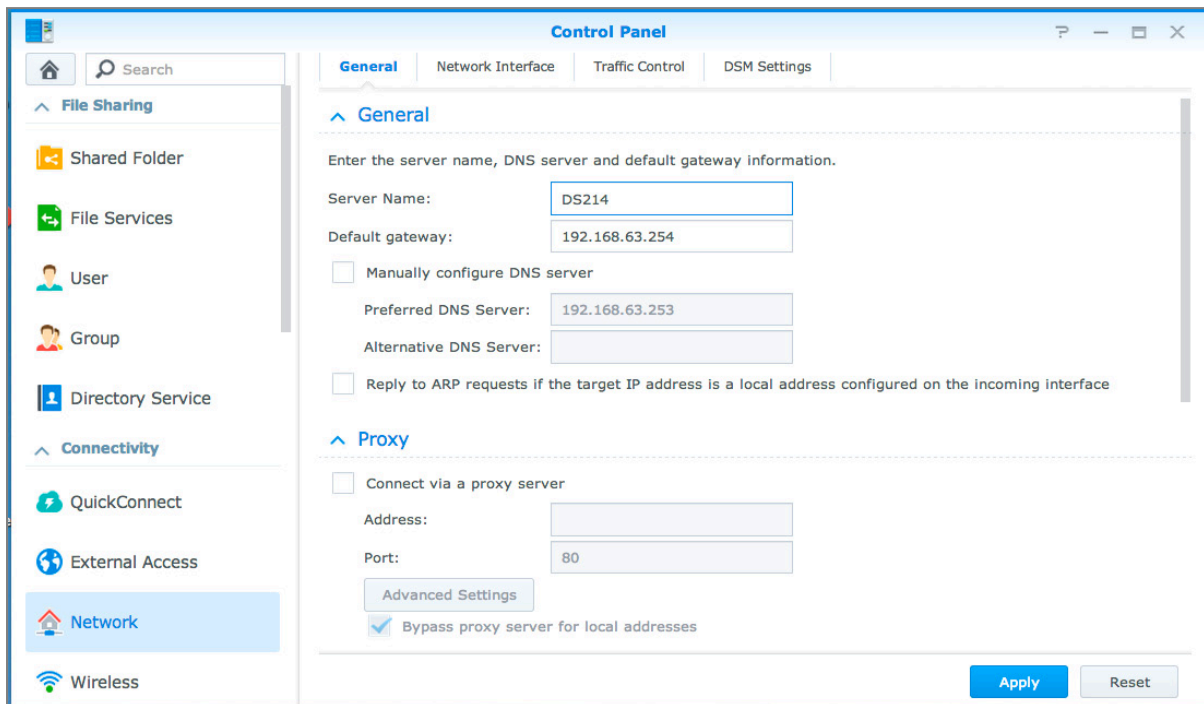 Control Panel
Search
General Network Interface Traffic Control DSM Settings
File Sharing
Shared Folder
File Services
User
Group
Directory Service
Connectivity
QuickConnect
External Access
Network
Wireless
General
Enter the server name, DNS server and default gateway information.
Server Name: DS214
Default gateway: 192.168.63.254
Manually configure DNS server
Preferred DNS Server: 192.168.63.253
Alternative DNS Server:
Reply to ARP requests if the target IP address is a local address configured on the incoming interface
Proxy
Connect via a proxy server
Address:
Port: 80
Advanced Settings
Bypass proxy server for local addresses
Apply Reset